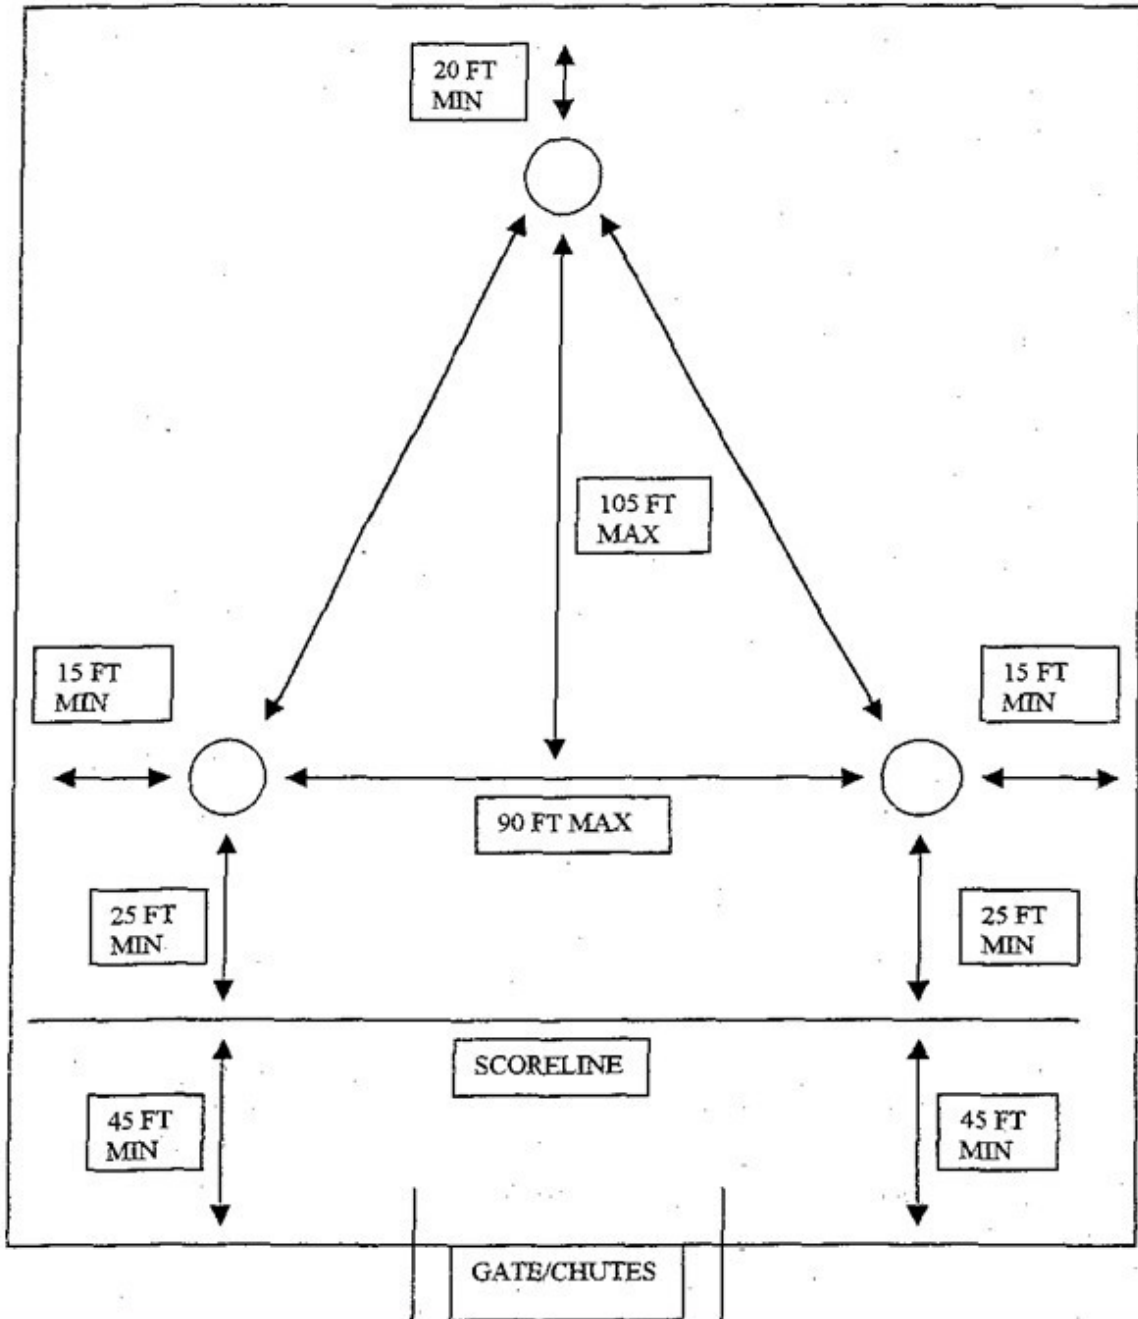 20 FT
MIN
105 FT
MAX
15 FT
MIN
15 FT
MIN
90 FT MAX
25 FT
MIN
25 FT
MIN
SCORELINE
45 FT
MIN
45 FT
MIN
GATE/CHUTES